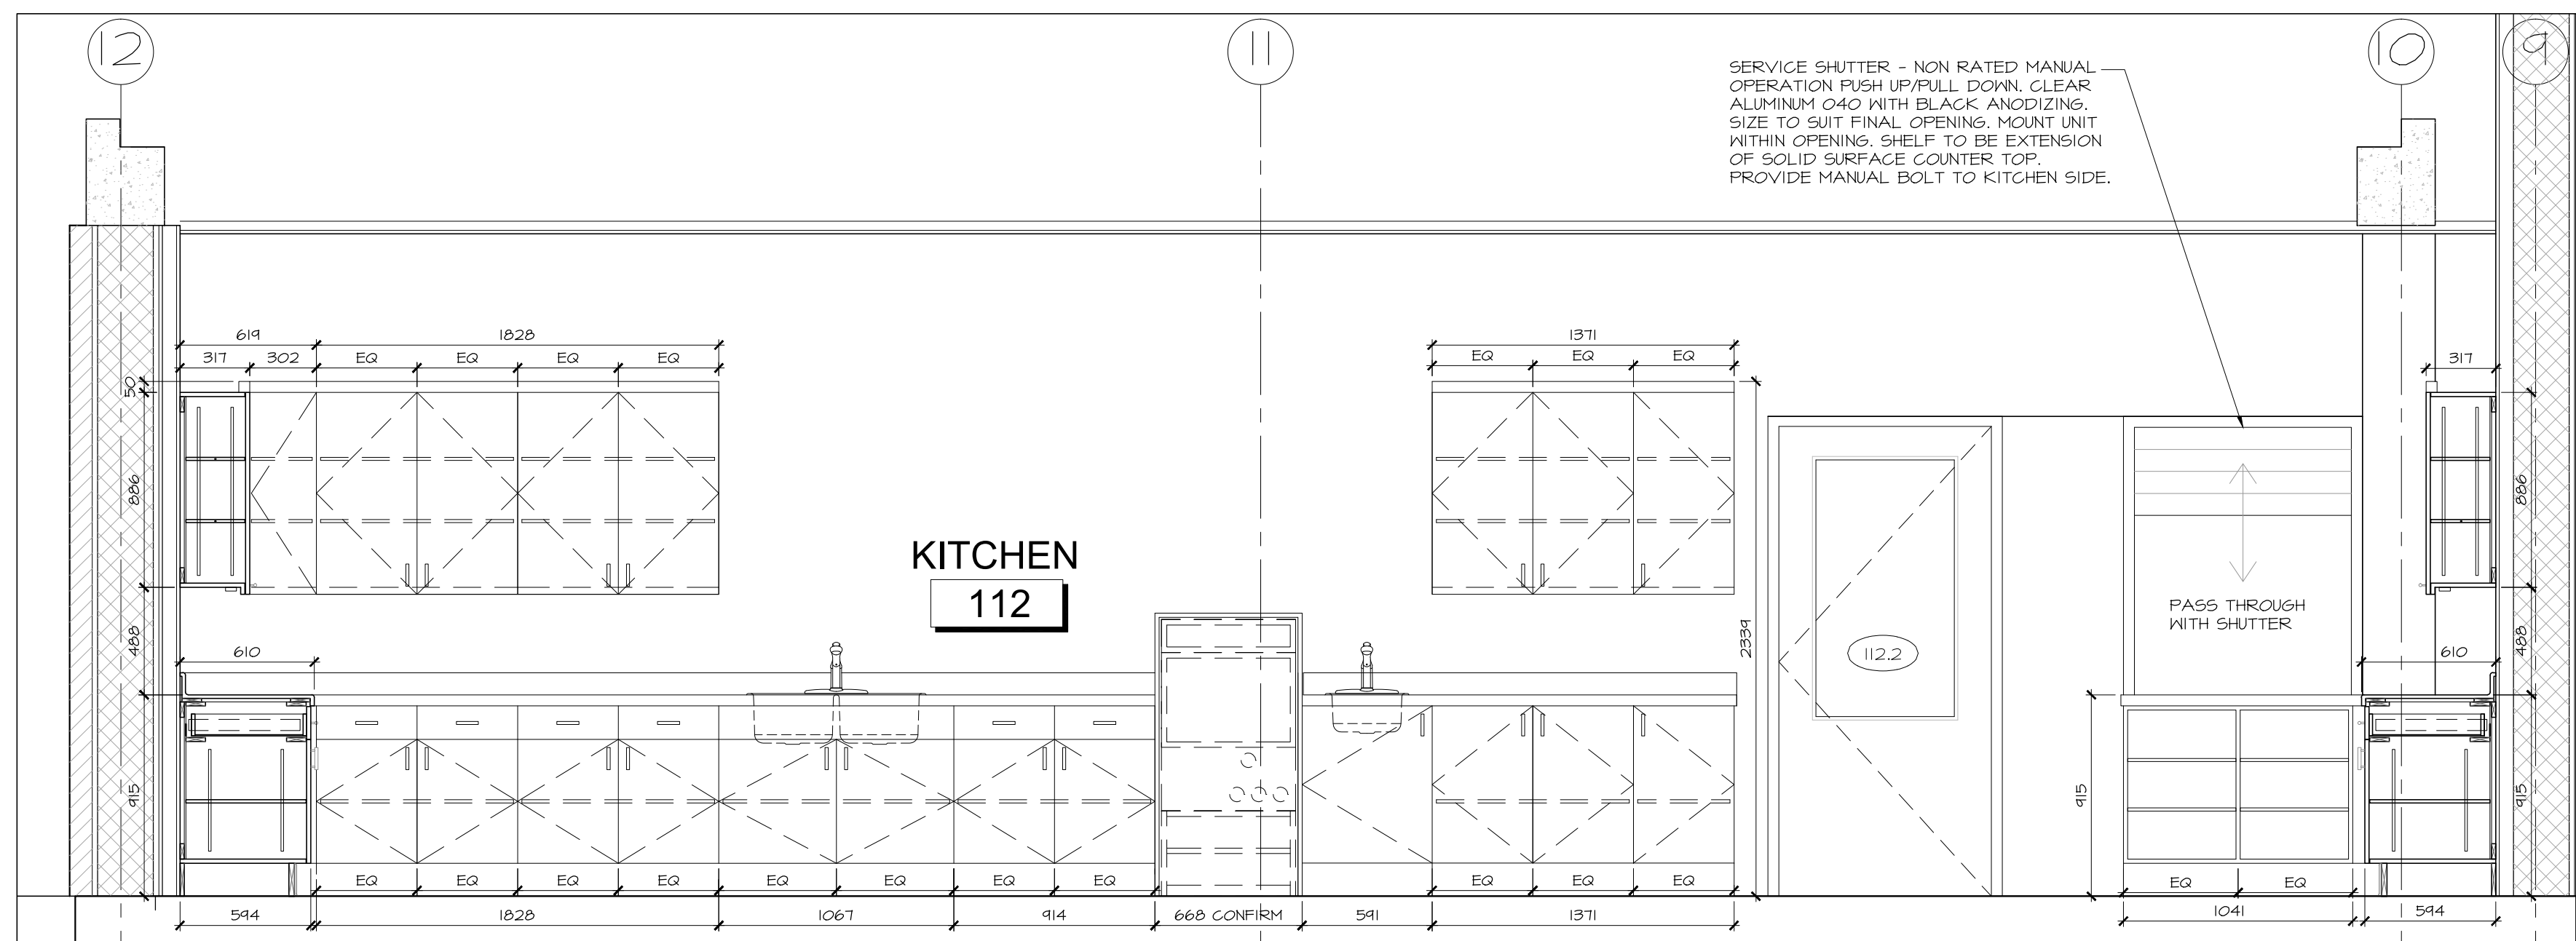 12
11
10
9
SERVICE SHUTTER - NON RATED MANUAL
OPERATION PUSH UP/PULL DOWN. CLEAR
ALUMINUM 040 WITH BLACK ANODIZING.
SIZE TO SUIT FINAL OPENING. MOUNT UNIT
WITHIN OPENING. SHELF TO BE EXTENSION
OF SOLID SURFACE COUNTER TOP.
PROVIDE MANUAL BOLT TO KITCHEN SIDE.
619 1828 1371
317 302 EQ EQ EQ EQ EQ EQ EQ 317
50
886 886
KITCHEN
112
PASS THROUGH
WITH SHUTTER
488 2339 488
610 112.2 610
915 915 915
EQ EQ EQ EQ EQ EQ EQ EQ EQ EQ EQ EQ EQ
594 1828 1067 914 668 CONFIRM 591 1371 1041 594